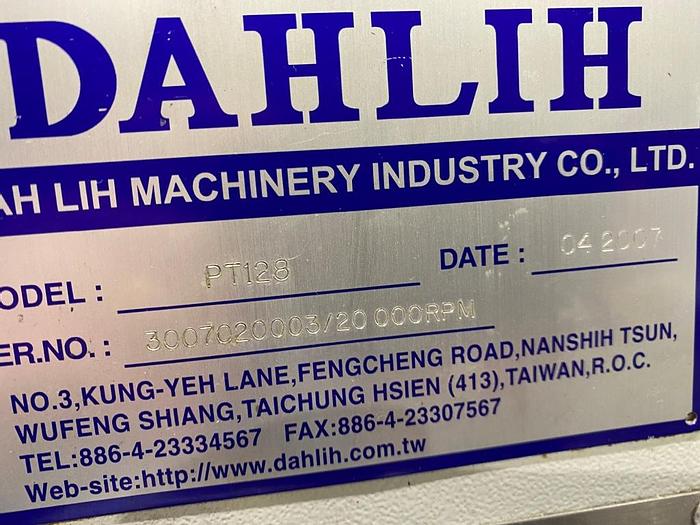 DAHLIH
AH LIH MACHINERY INDUSTRY CO., LTD.
ODEL : PT128 DATE : 04 2007
ER.NO. : 3007020003/20 000RPM
NO.3,KUNG-YEH LANE,FENGCHENG ROAD,NANSHIH TSUN,
WUFENG SHIANG,TAICHUNG HSIEN (413),TAIWAN,R.O.C.
TEL:886-4-23334567 FAX:886-4-23307567
Web-site:http://www.dahlih.com.tw